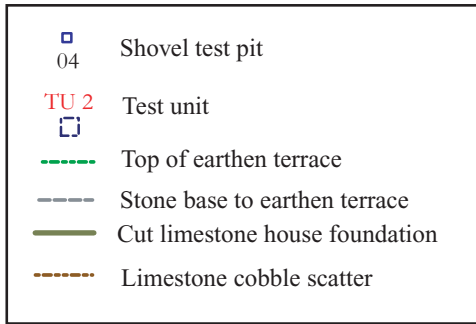 Shovel test pit
04
TU 2
Test unit
Top of earthen terrace
Stone base to earthen terrace
Cut limestone house foundation
Limestone cobble scatter